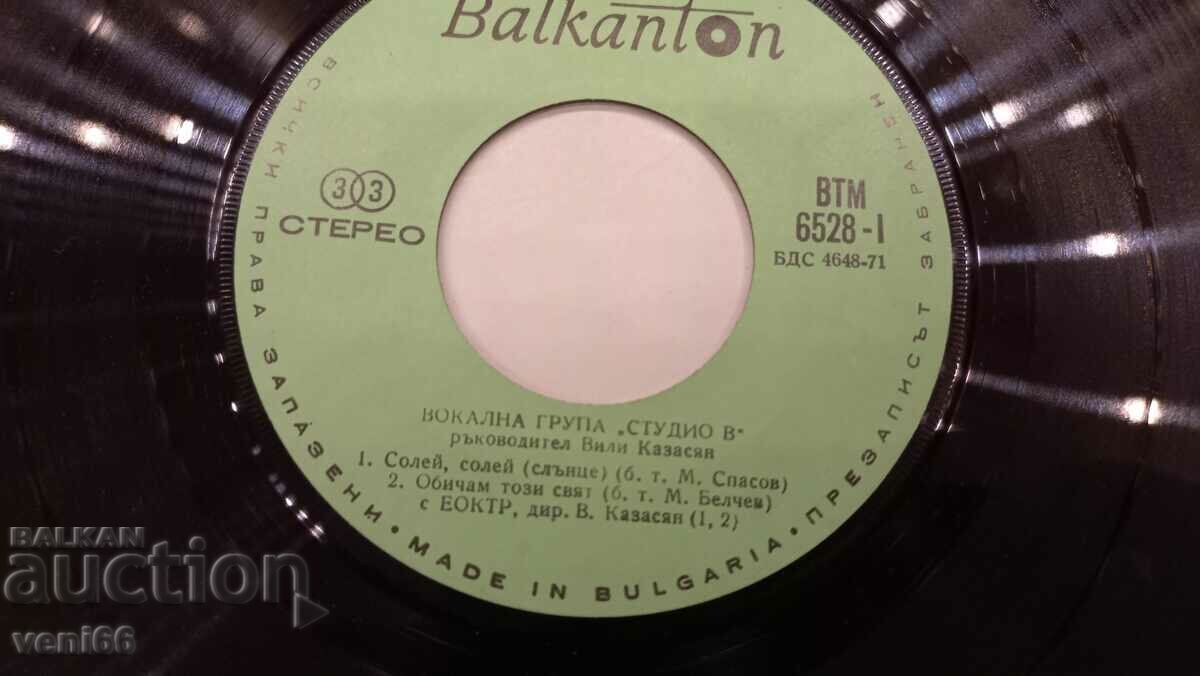 Balkanton
33
СТЕРЕО
ВТМ
6528-I
БДС 4648-71
ВОКАЛНА ГРУПА „СТУДИО В"
ръководител Вили Казасян
1. Солей, солей (слънце) (б. т. М. Спасов)
2. Обичам този свят (б. т. М. Белчев)
с ЕОКТР, дир. В. Казасян (1, 2)
ВСИЧКИ ПРАВА ЗАПАЗЕНИ • MADE IN BULGARIA • ПРЕЗАПИСЪТ ЗАБРАНЕН
BALKAN
auction
veni66